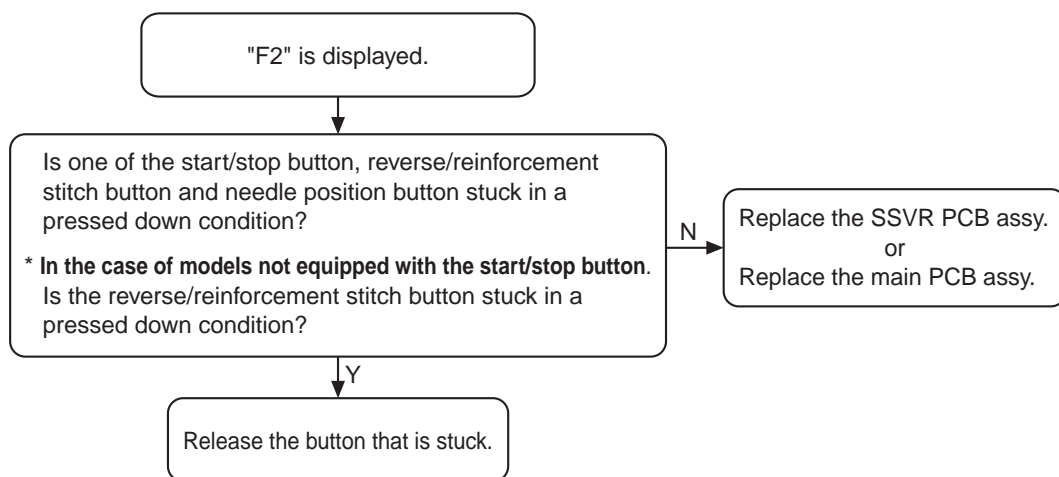 "F2" is displayed.
Is one of the start/stop button, reverse/reinforcement
stitch button and needle position button stuck in a
pressed down condition?
* In the case of models not equipped with the start/stop button.
Is the reverse/reinforcement stitch button stuck in a
pressed down condition?
N
Replace the SSVR PCB assy.
or
Replace the main PCB assy.
Y
Release the button that is stuck.